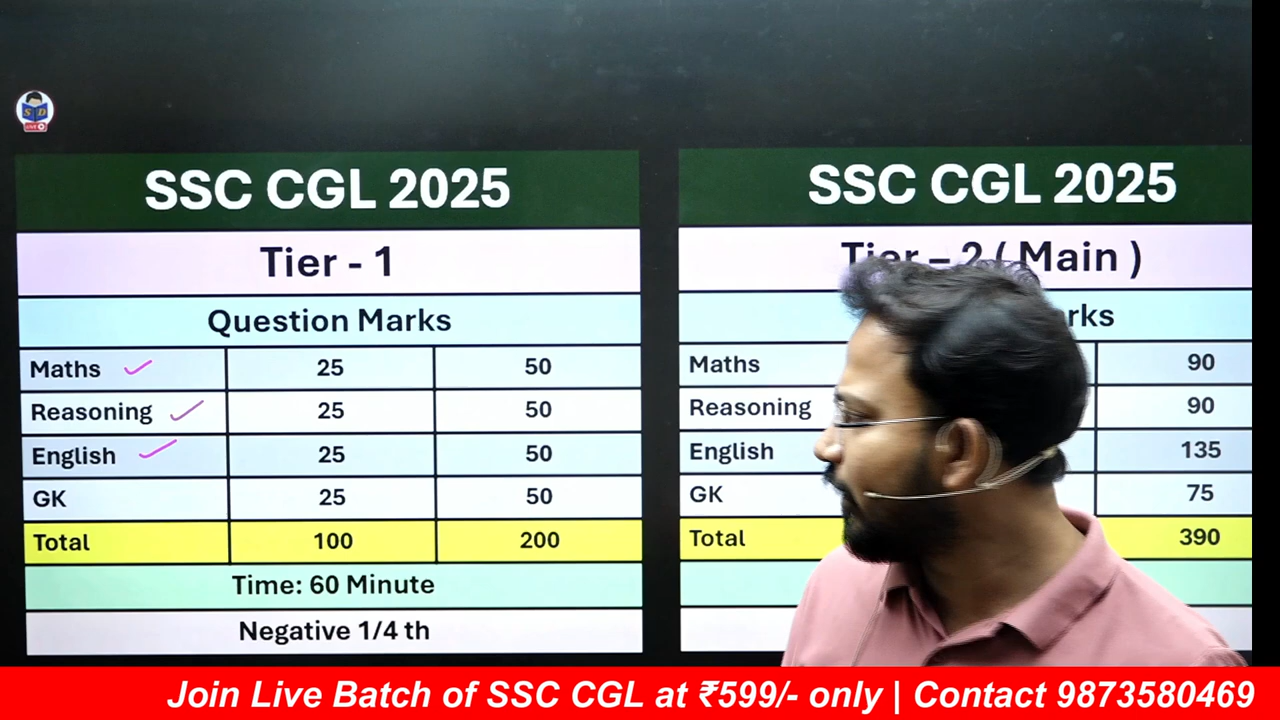 SSC CGL 2025
Tier - 1
Question Marks
Maths 25 50
Reasoning 25 50
English 25 50
GK 25 50
Total 100 200
Time: 60 Minute
Negative 1/4 th
SSC CGL 2025
Tier – 2 ( Main )
Maths 90
Reasoning 90
English 135
GK 75
Total 390
Join Live Batch of SSC CGL at ₹599/- only | Contact 9873580469